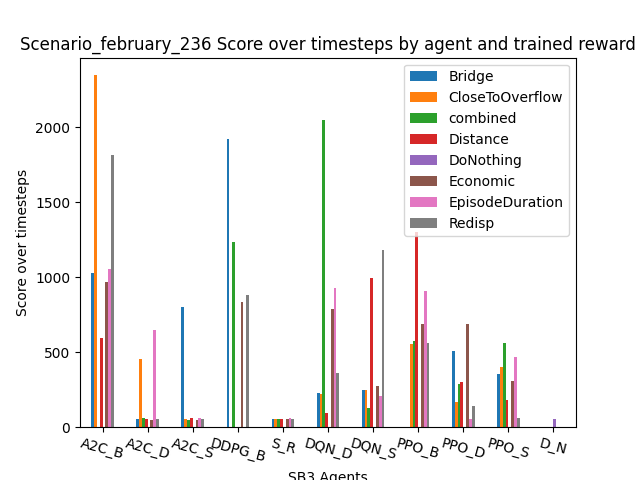 Scenario_february_236 Score over timesteps by agent and trained reward
Bridge
CloseToOverflow
combined
Distance
DoNothing
Economic
EpisodeDuration
Redisp
Score over timesteps
2000
1500
1000
500
0
A2C_B A2C_D A2C_S DDPG_B S_R DQN_D DQN_S PPO_B PPO_D PPO_S D_N
SB3 Agents